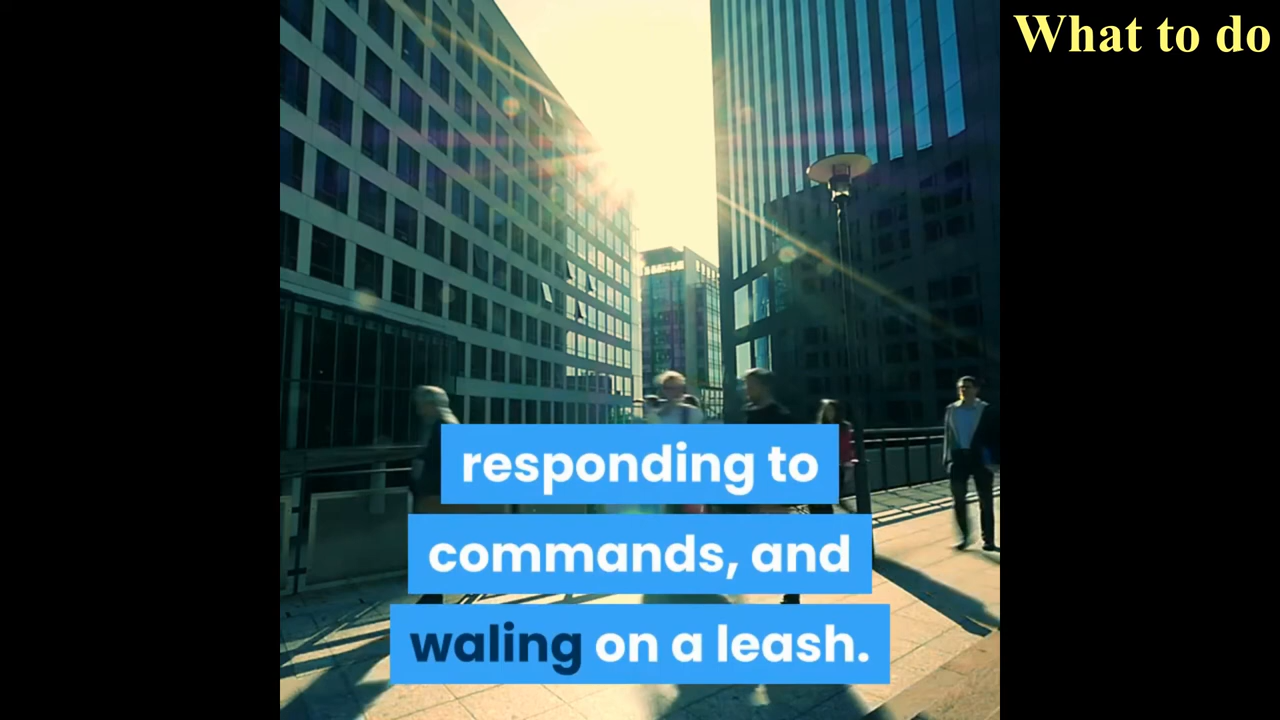 What to do
responding to
commands, and
waling on a leash.